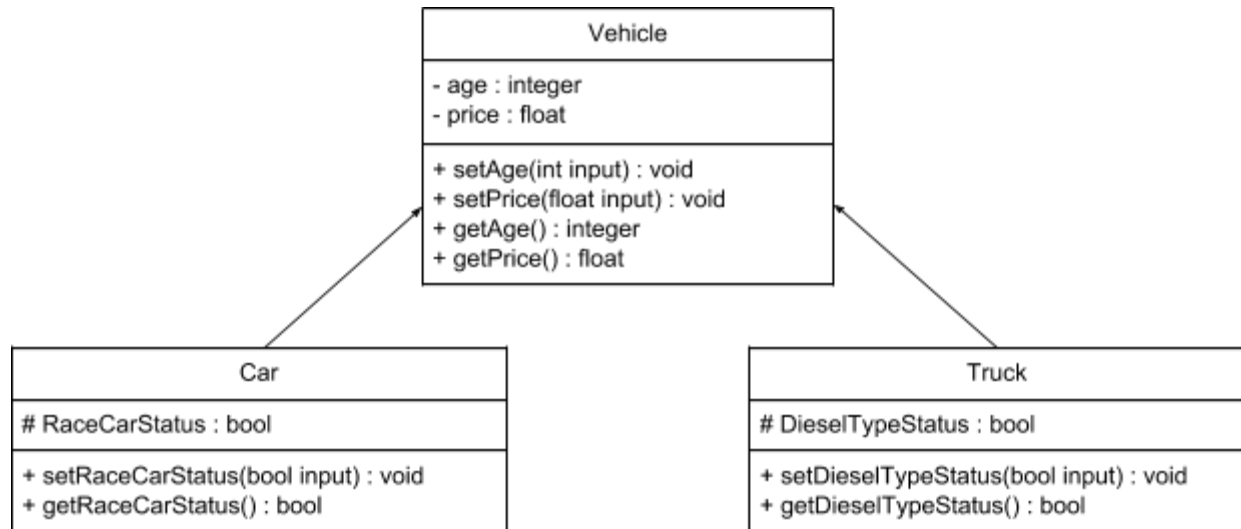 Vehicle
- age : integer
- price : float
+ setAge(int input) : void
+ setPrice(float input) : void
+ getAge() : integer
+ getPrice() : float
Car
# RaceCarStatus : bool
+ setRaceCarStatus(bool input) : void
+ getRaceCarStatus() : bool
Truck
# DieselTypeStatus : bool
+ setDieselTypeStatus(bool input) : void
+ getDieselTypeStatus() : bool